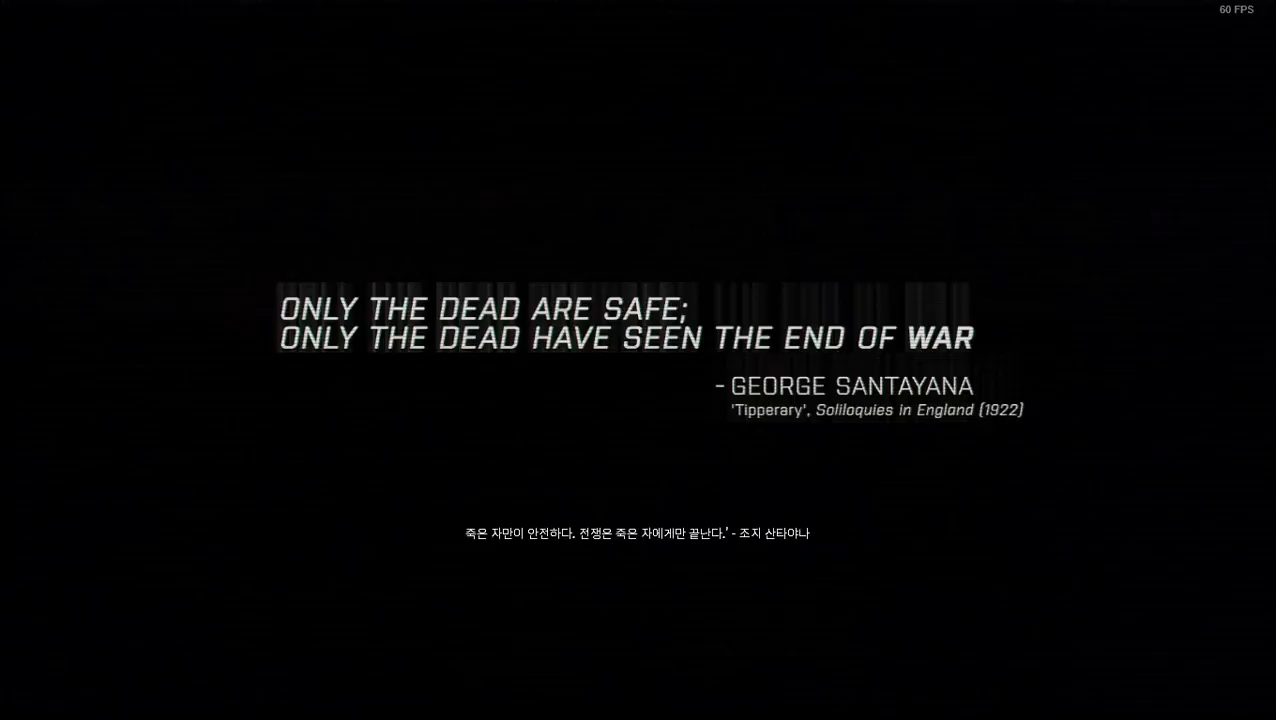 60 FPS
ONLY THE DEAD ARE SAFE;
ONLY THE DEAD HAVE SEEN THE END OF WAR
- GEORGE SANTAYANA
'Tipperary', Soliloquies in England (1922)
죽은 자만이 안전하다. 전쟁은 죽은 자에게만 끝난다.' - 조지 산타야나